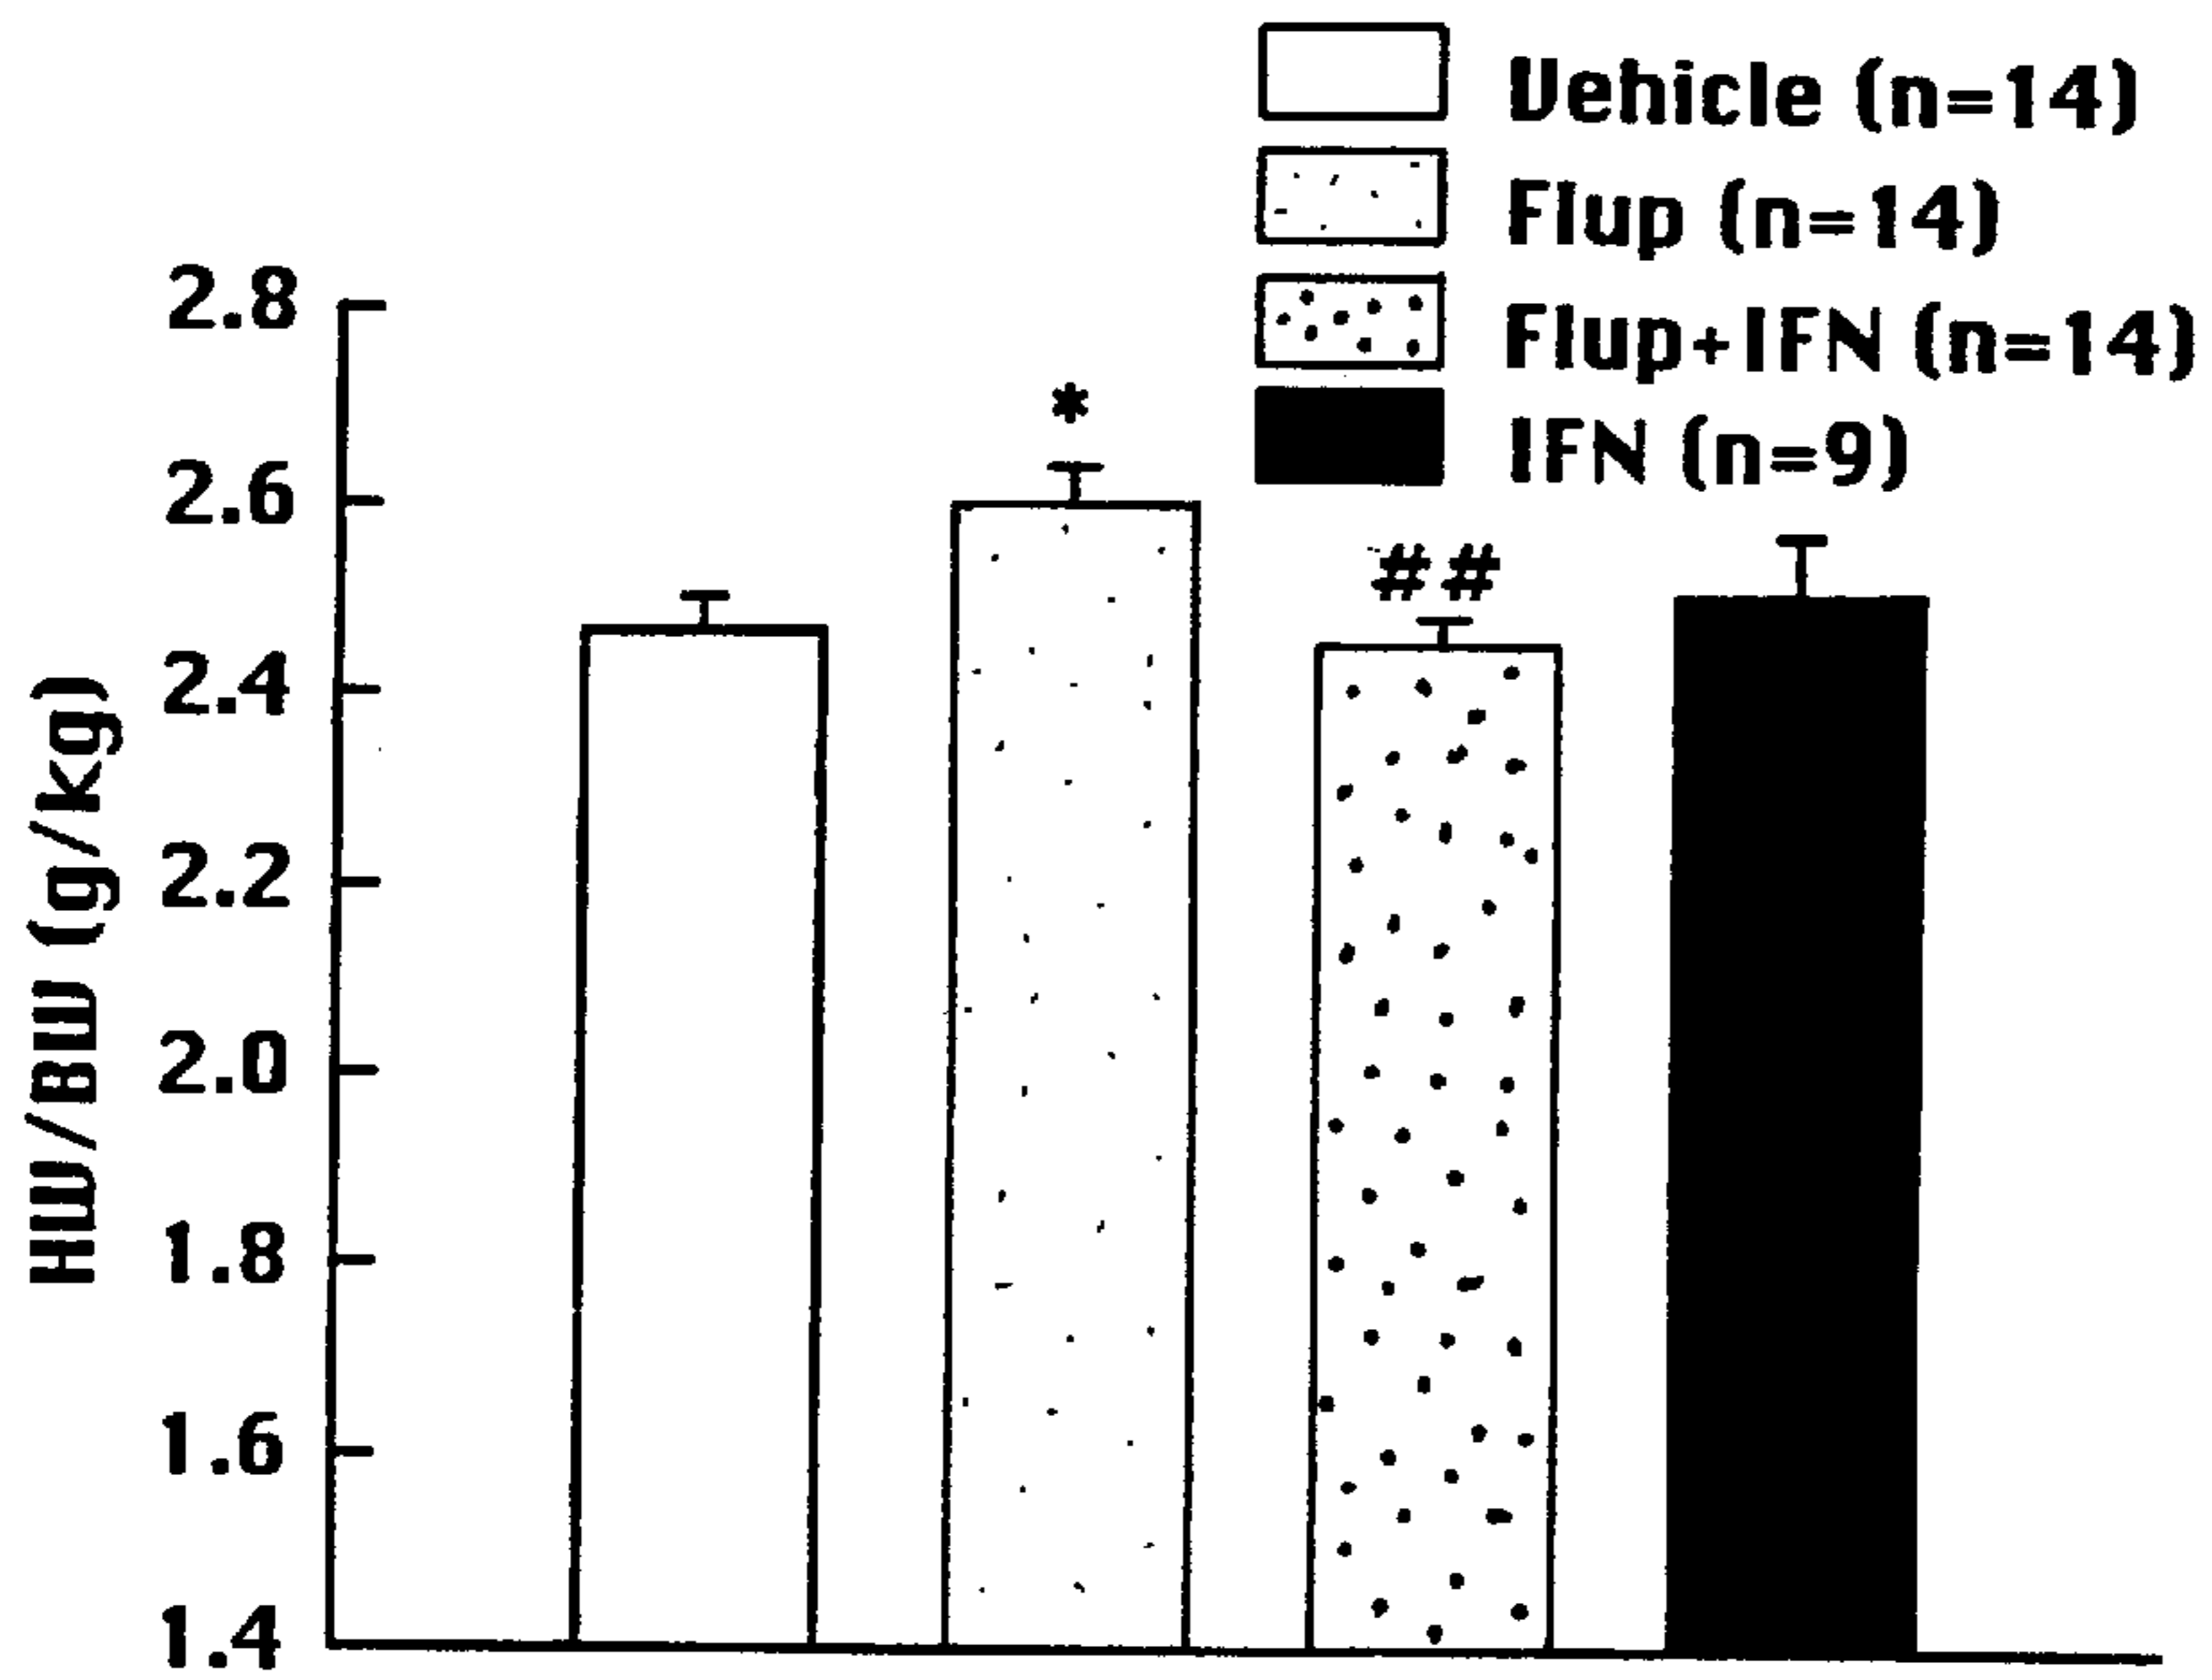 Vehicle (n=14)
Flup (n=14)
Flup+IFN (n=14)
IFN (n=9)
2.8
2.6
2.4
2.2
2.0
1.8
1.6
1.4
HW/BW (g/kg)
*
##